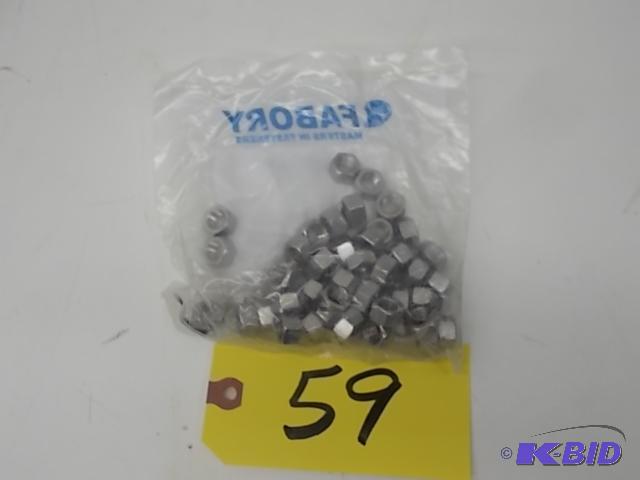 FABORY
MASTERS IN FASTENERS
59
© K-BID